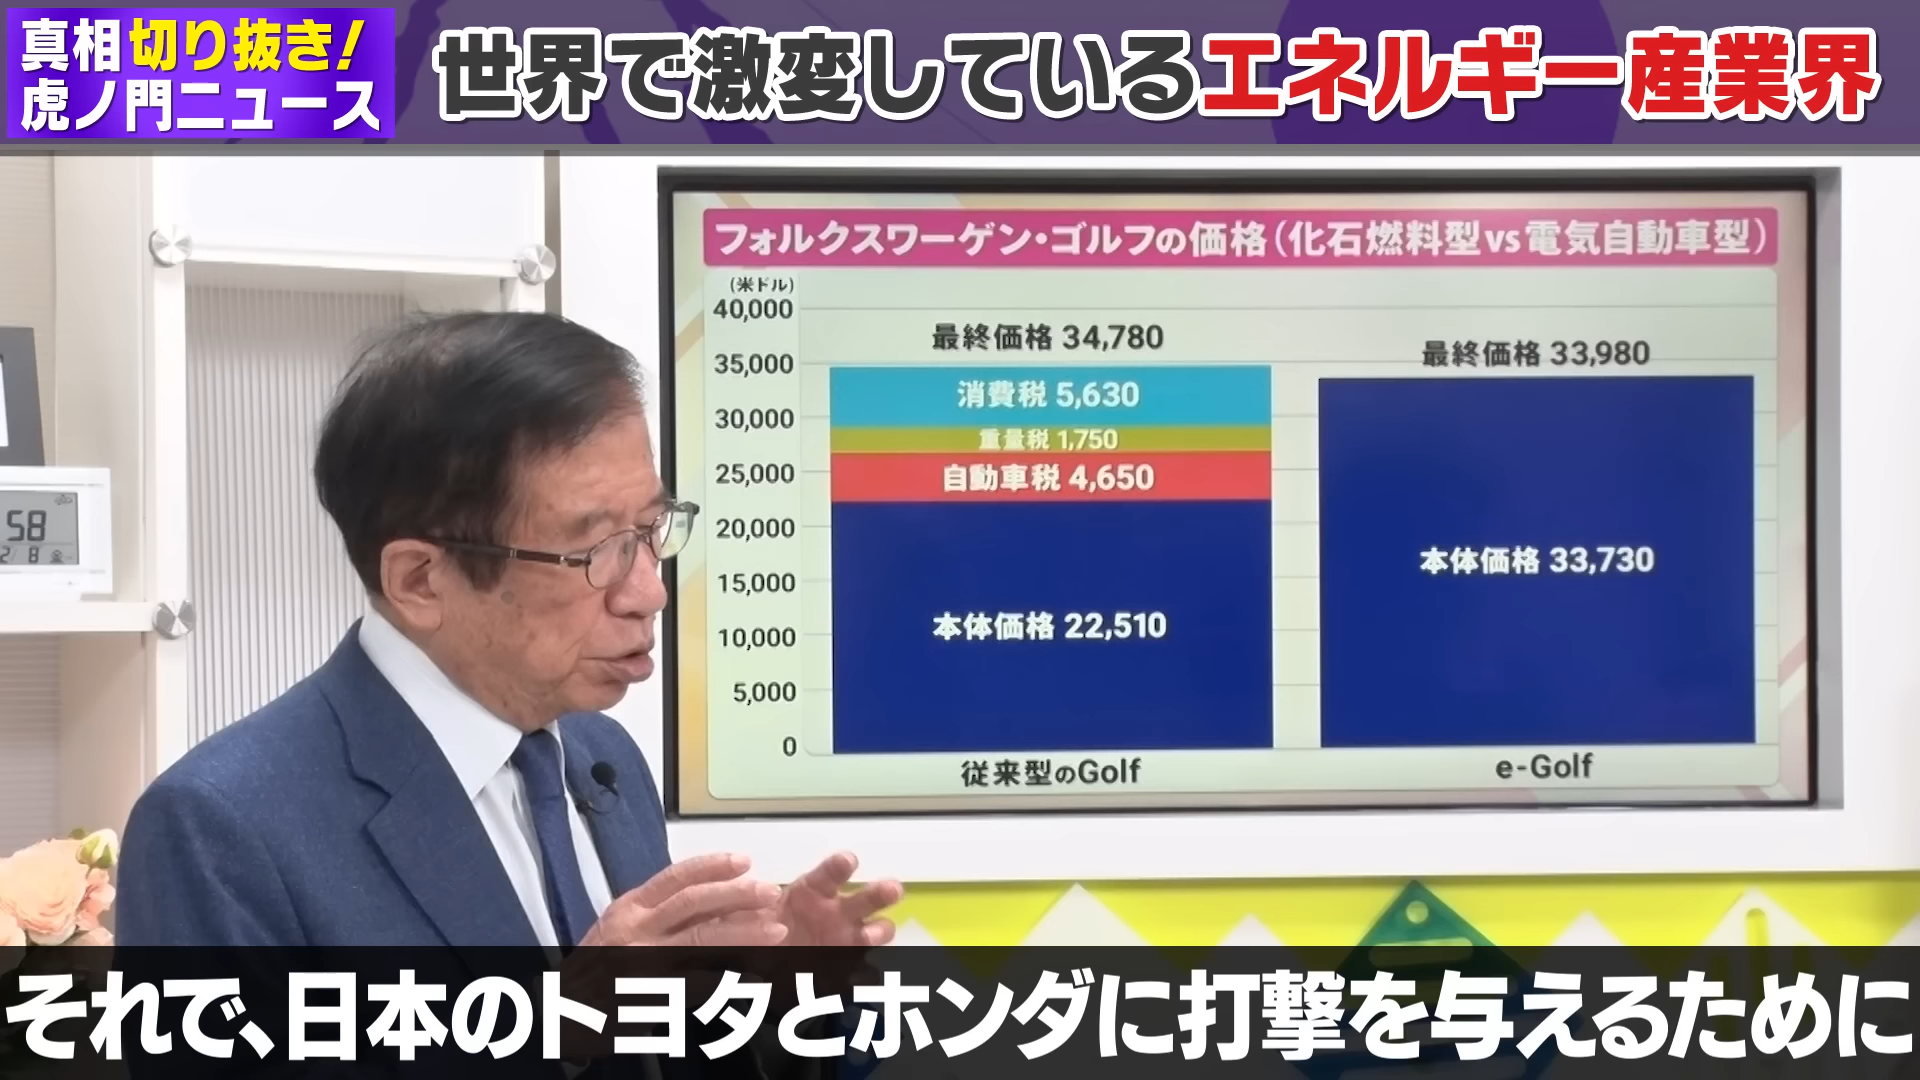 真相切り抜き!
虎ノ門ニュース
世界で激変しているエネルギー産業界
フォルクスワーゲン・ゴルフの価格(化石燃料型vs電気自動車型)
(米ドル)
40,000
35,000
30,000
25,000
20,000
15,000
10,000
5,000
0
最終価格 34,780
消費税 5,630
重量税 1,750
自動車税 4,650
本体価格 22,510
従来型のGolf
最終価格 33,980
本体価格 33,730
e-Golf
58
2/ 8
それで、日本のトヨタとホンダに打撃を与えるために